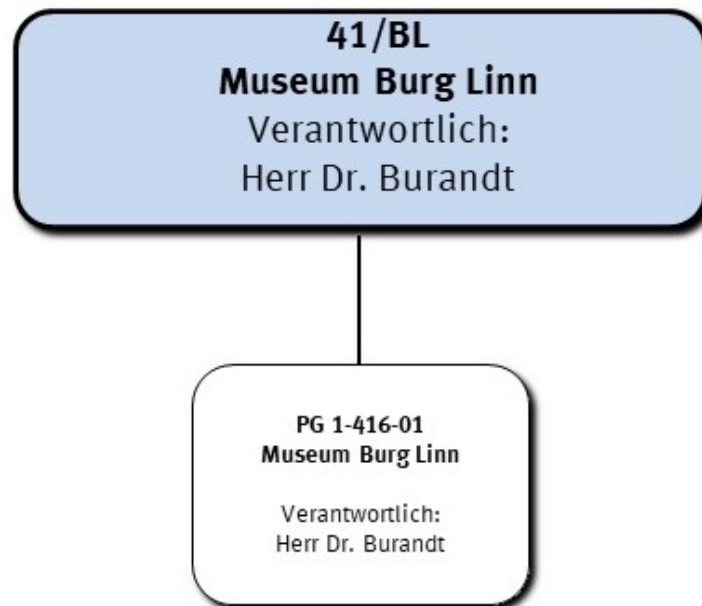 41/BL
Museum Burg Linn
Verantwortlich:
Herr Dr. Burandt
PG 1-416-01
Museum Burg Linn
Verantwortlich:
Herr Dr. Burandt